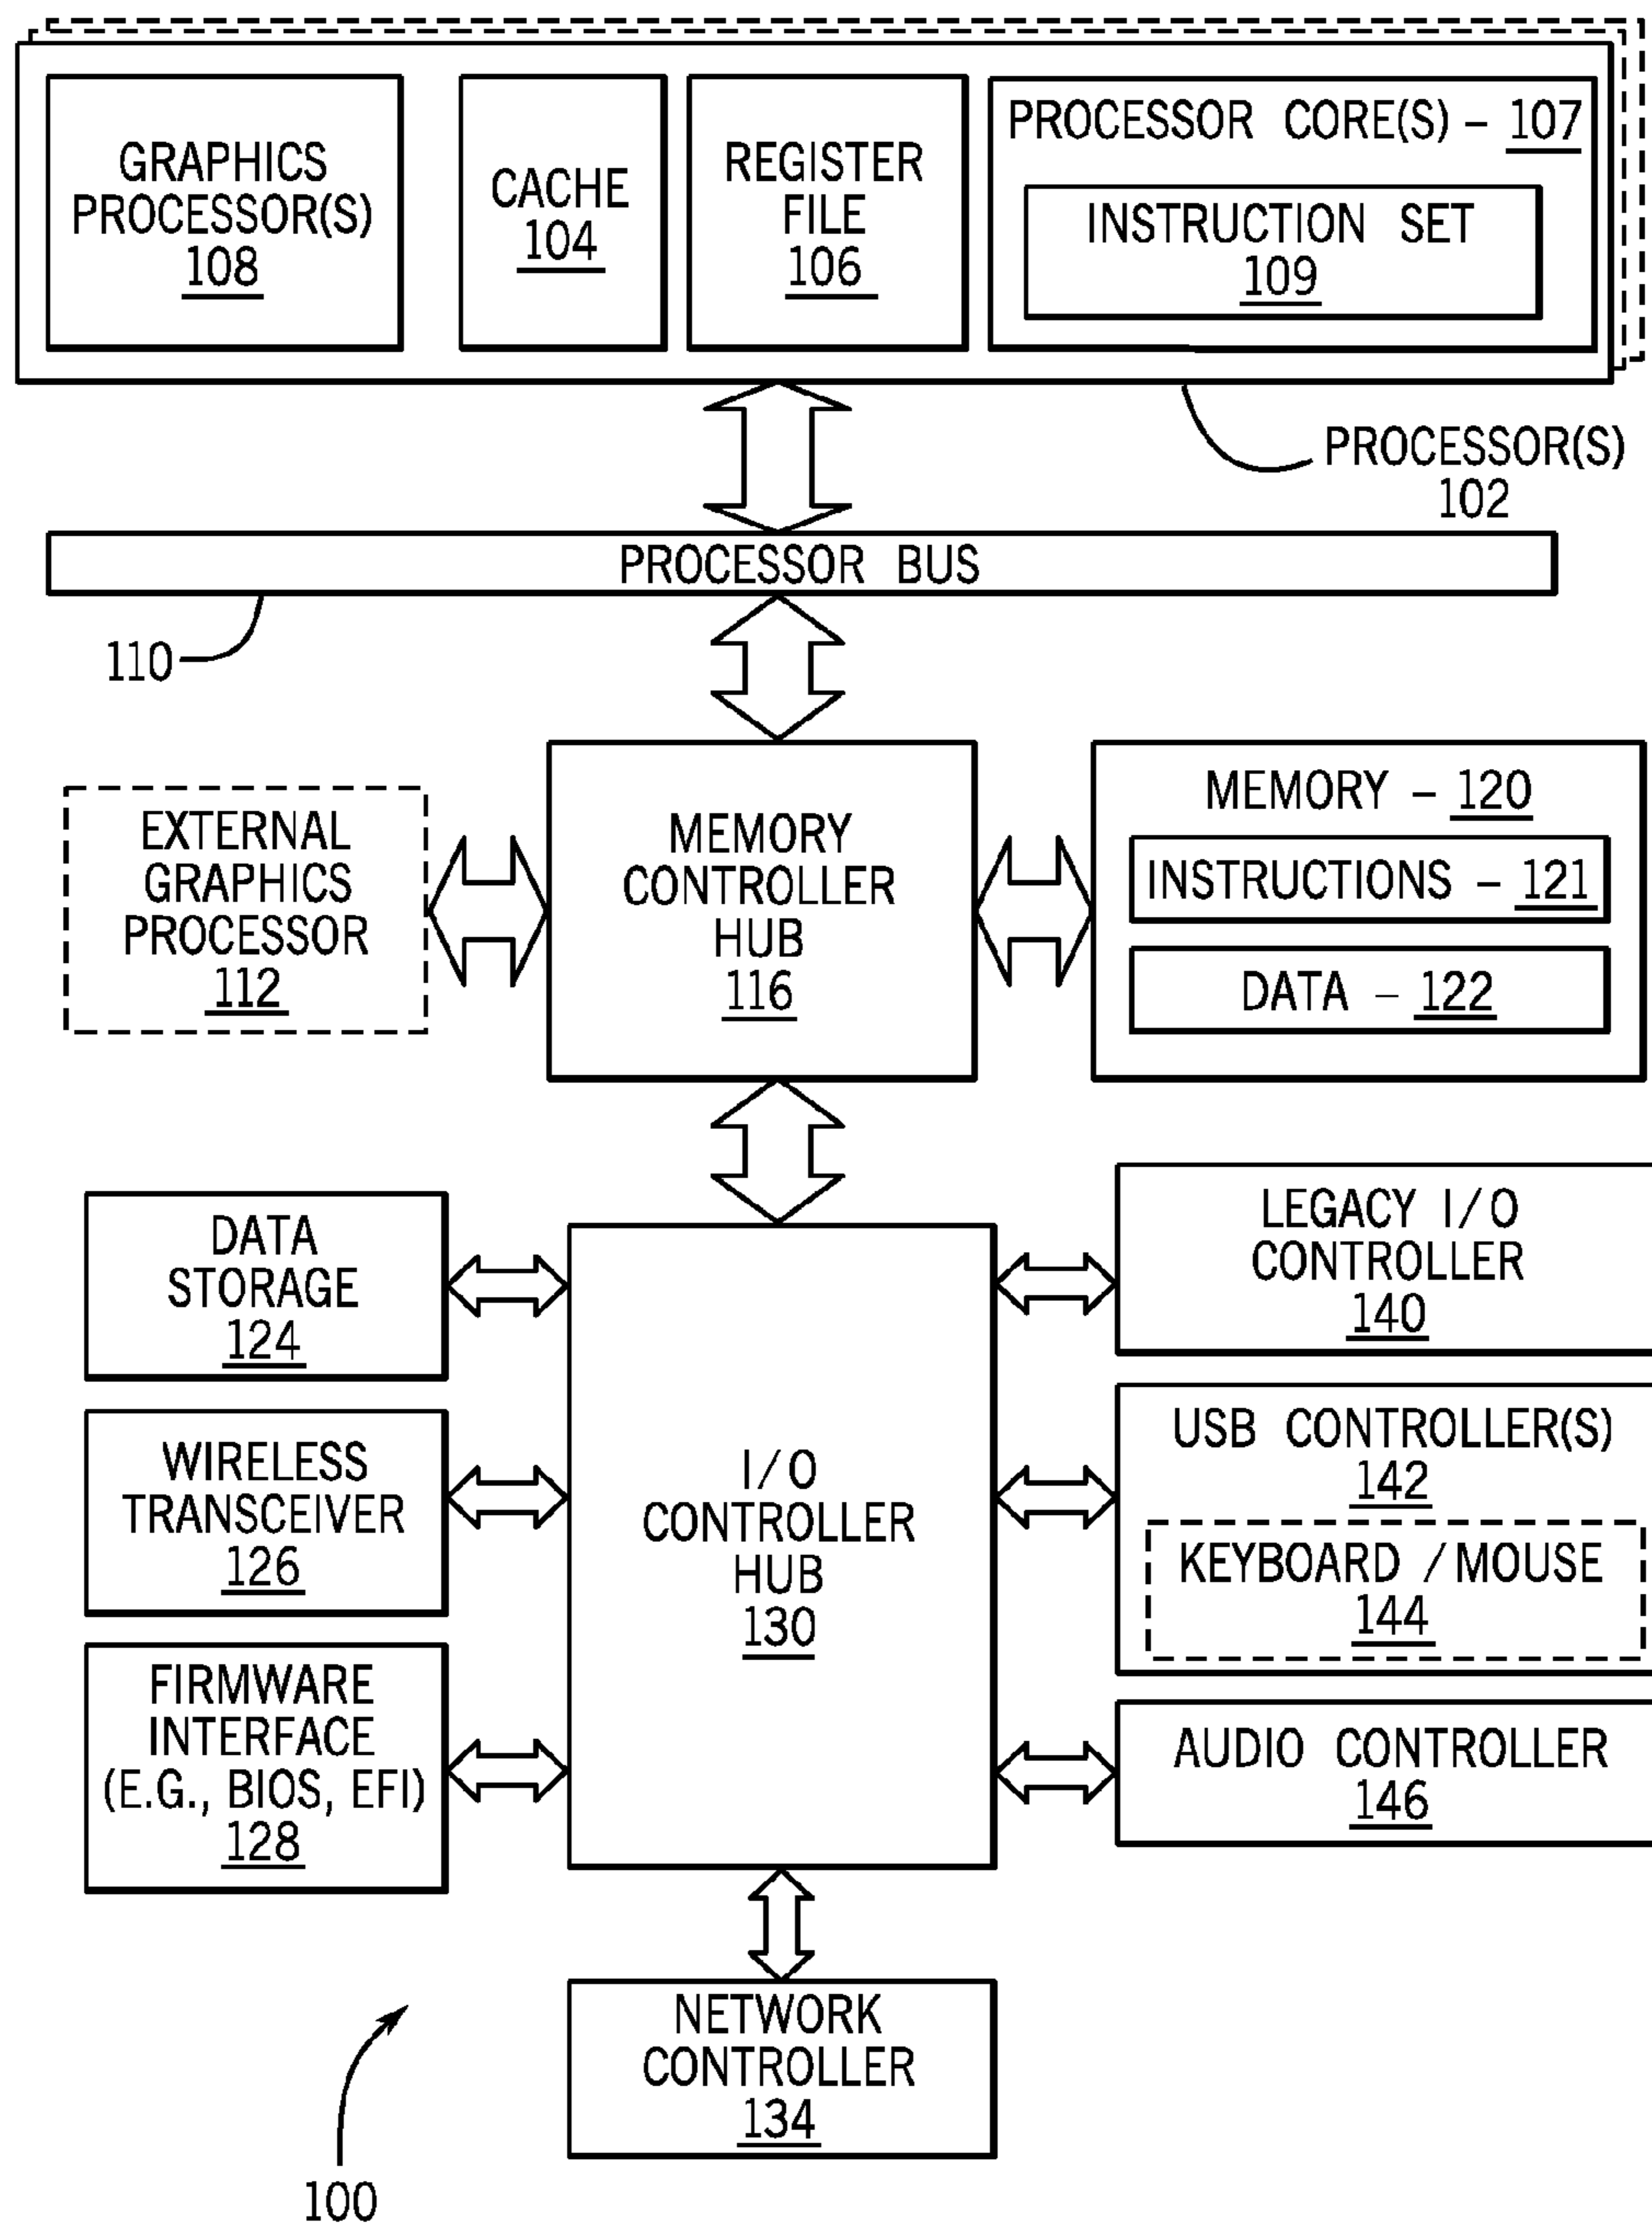 GRAPHICS
PROCESSOR(S)
108
CACHE
104
REGISTER
FILE
106
PROCESSOR CORE(S) – 107
INSTRUCTION SET
109
PROCESSOR(S)
102
PROCESSOR BUS
110
EXTERNAL
GRAPHICS
PROCESSOR
112
MEMORY
CONTROLLER
HUB
116
MEMORY – 120
INSTRUCTIONS – 121
DATA – 122
DATA
STORAGE
124
WIRELESS
TRANSCEIVER
126
FIRMWARE
INTERFACE
(E.G., BIOS, EFI)
128
I/O
CONTROLLER
HUB
130
LEGACY I/O
CONTROLLER
140
USB CONTROLLER(S)
142
KEYBOARD /MOUSE
144
AUDIO CONTROLLER
146
NETWORK
CONTROLLER
134
100